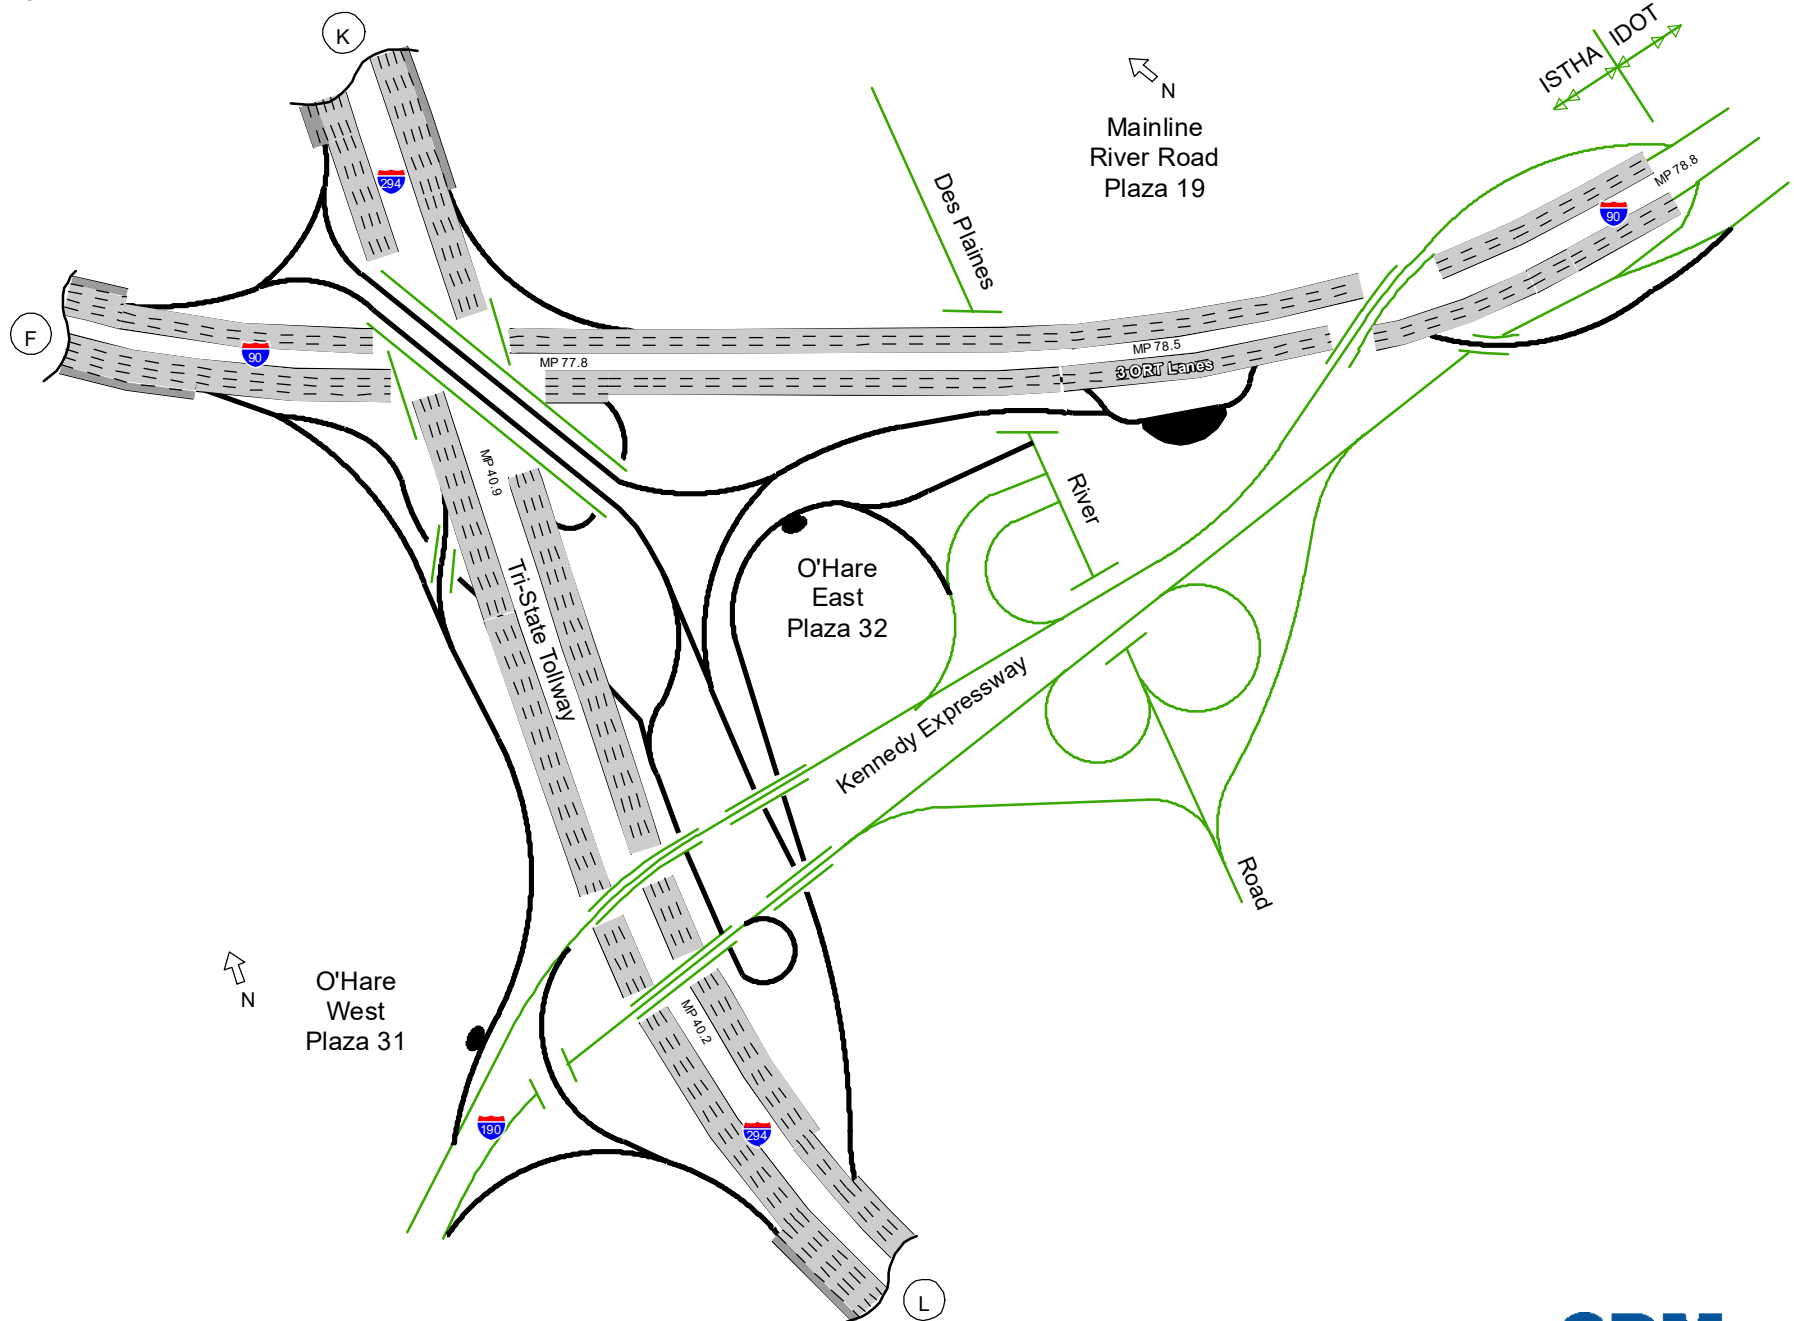 K
ISTHA
IDOT
N
Mainline
River Road
Plaza 19
MP 78.8
294
Des Plaines
90
F
90
MP 77.8
MP 78.5
3 ORT Lanes
MP 40.9
River
Tri-State Tollway
O'Hare
East
Plaza 32
Kennedy Expressway
Road
N
O'Hare
West
Plaza 31
MP 40.2
190
294
L